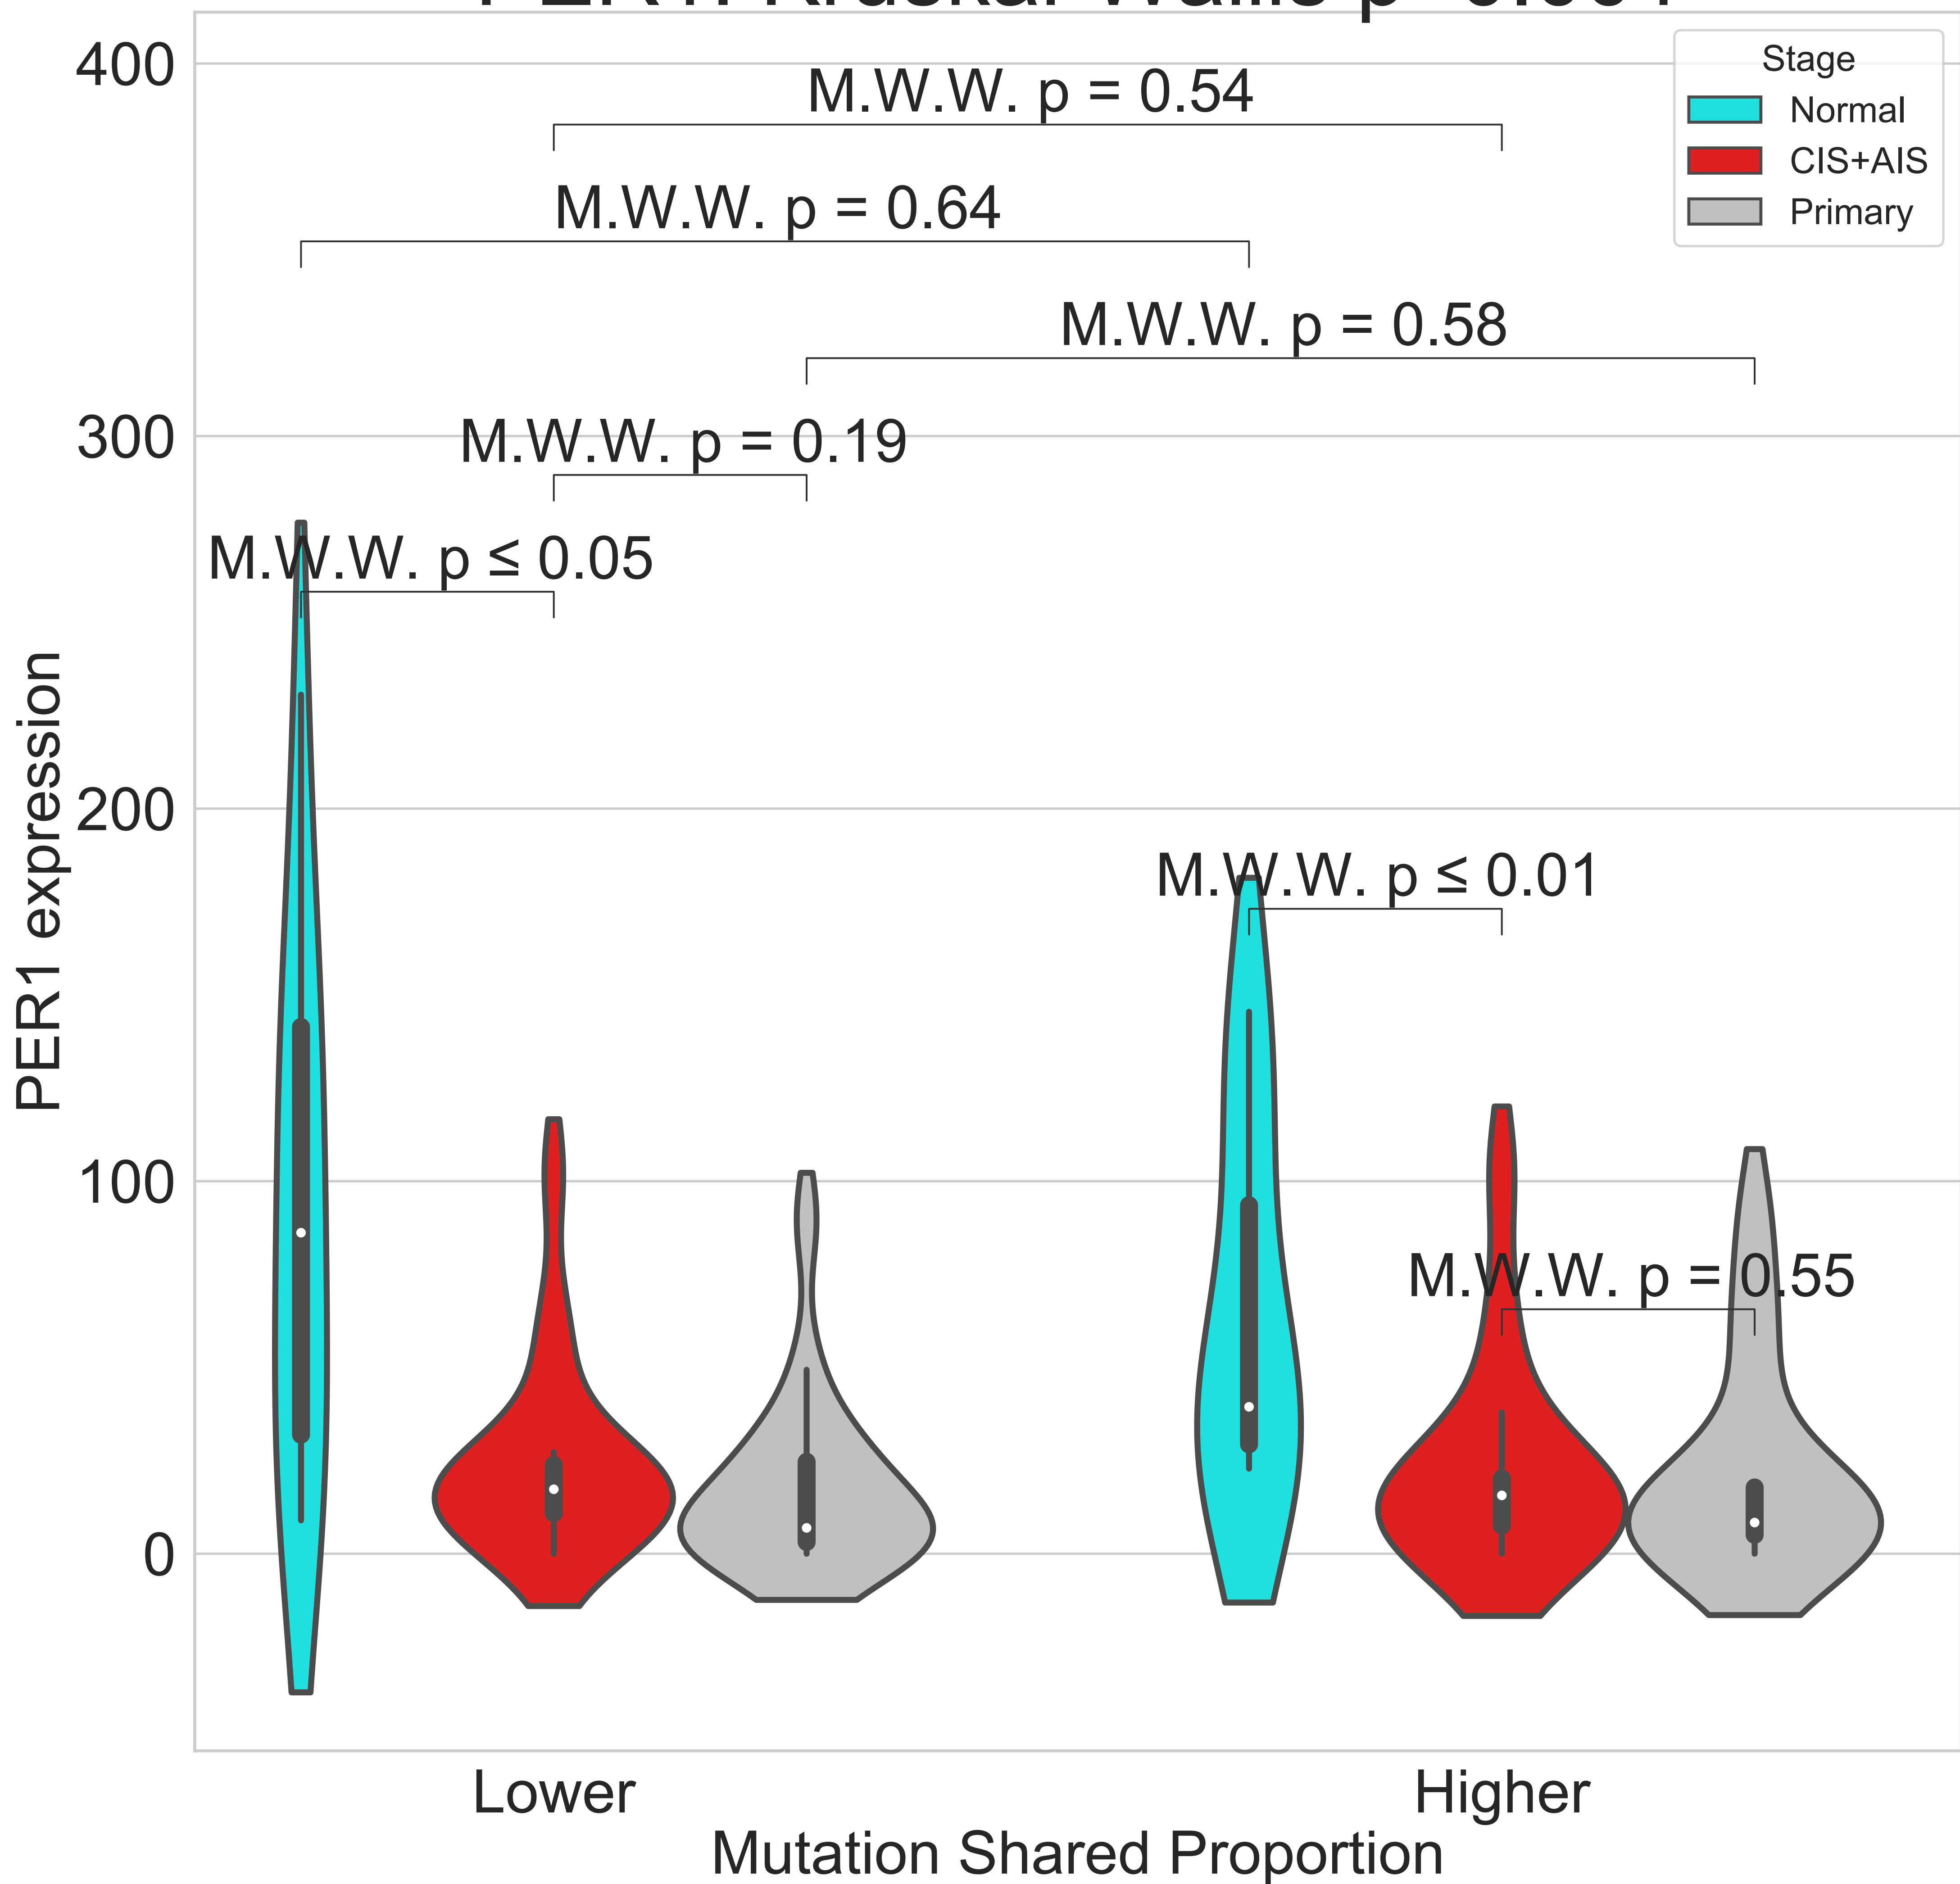 400
300
200
100
0
PER1 expression
M.W.W. p = 0.54
M.W.W. p = 0.64
M.W.W. p = 0.58
M.W.W. p = 0.19
M.W.W. p ≤ 0.05
M.W.W. p ≤ 0.01
M.W.W. p = 0.55
Stage
Normal
CIS+AIS
Primary
Lower
Higher
Mutation Shared Proportion